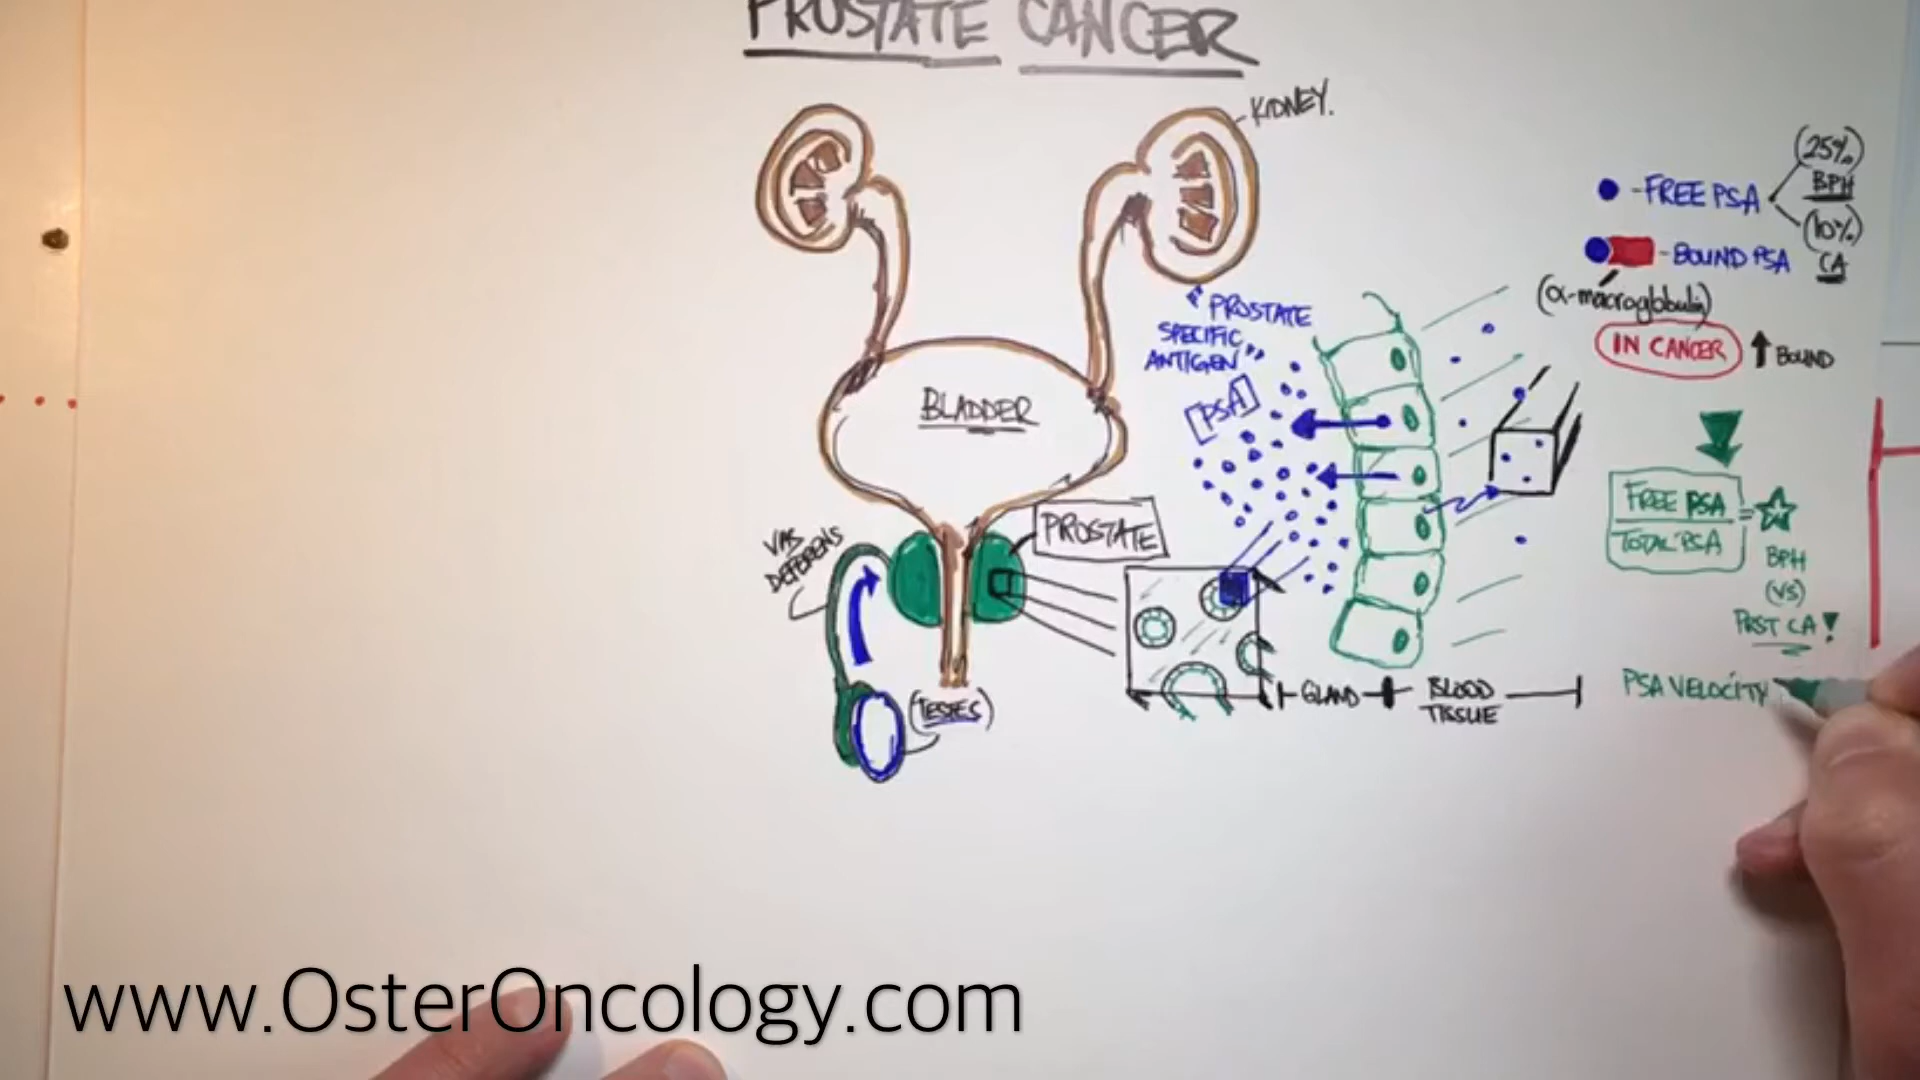 PROSTATE CANCER
KIDNEY.
(25%)
BPH
- FREE PSA
(10%)
CA
- BOUND PSA
(α-macroglobulin)
IN CANCER
BOUND
"PROSTATE
SPECIFIC
ANTIGEN"
[PSA]
BLADDER
PROSTATE
VAS
DEFERENS
(TESTES)
GLAND
BLOOD
TISSUE
FREE PSA
TOTAL PSA
=
BPH
(VS)
PRST CA!
PSA VELOCITY
www.OsterOncology.com